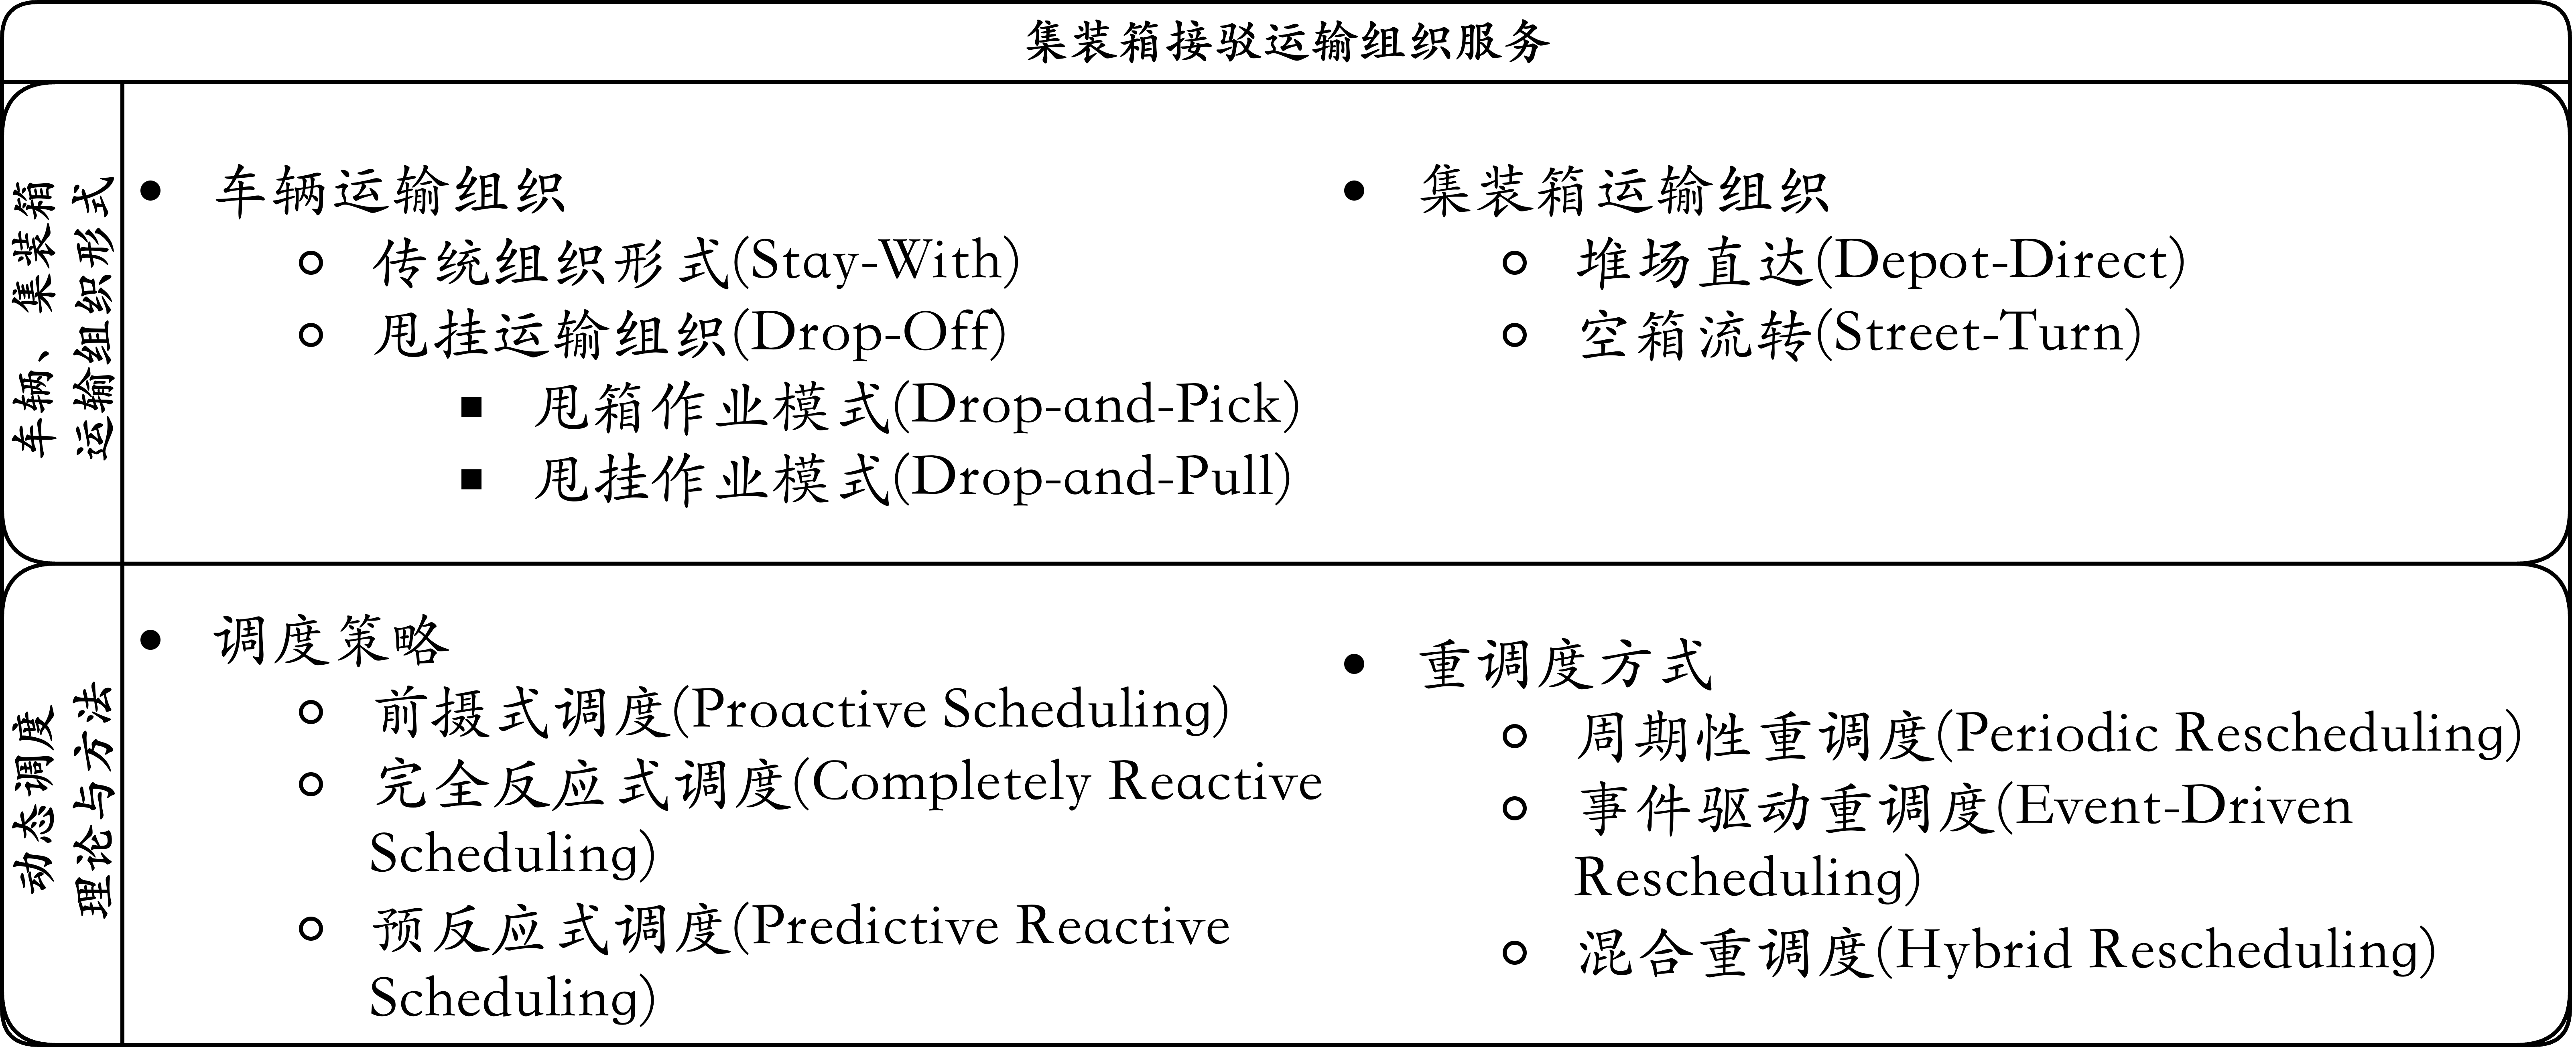 集装箱接驳运输组织服务
车辆、集装箱
运输组织形式
● 车辆运输组织
○ 传统组织形式(Stay-With)
○ 甩挂运输组织(Drop-Off)
■ 甩箱作业模式(Drop-and-Pick)
■ 甩挂作业模式(Drop-and-Pull)
● 集装箱运输组织
○ 堆场直达(Depot-Direct)
○ 空箱流转(Street-Turn)
动态调度
理论与方法
● 调度策略
○ 前摄式调度(Proactive Scheduling)
○ 完全反应式调度(Completely Reactive
Scheduling)
○ 预反应式调度(Predictive Reactive
Scheduling)
● 重调度方式
○ 周期性重调度(Periodic Rescheduling)
○ 事件驱动重调度(Event-Driven
Rescheduling)
○ 混合重调度(Hybrid Rescheduling)